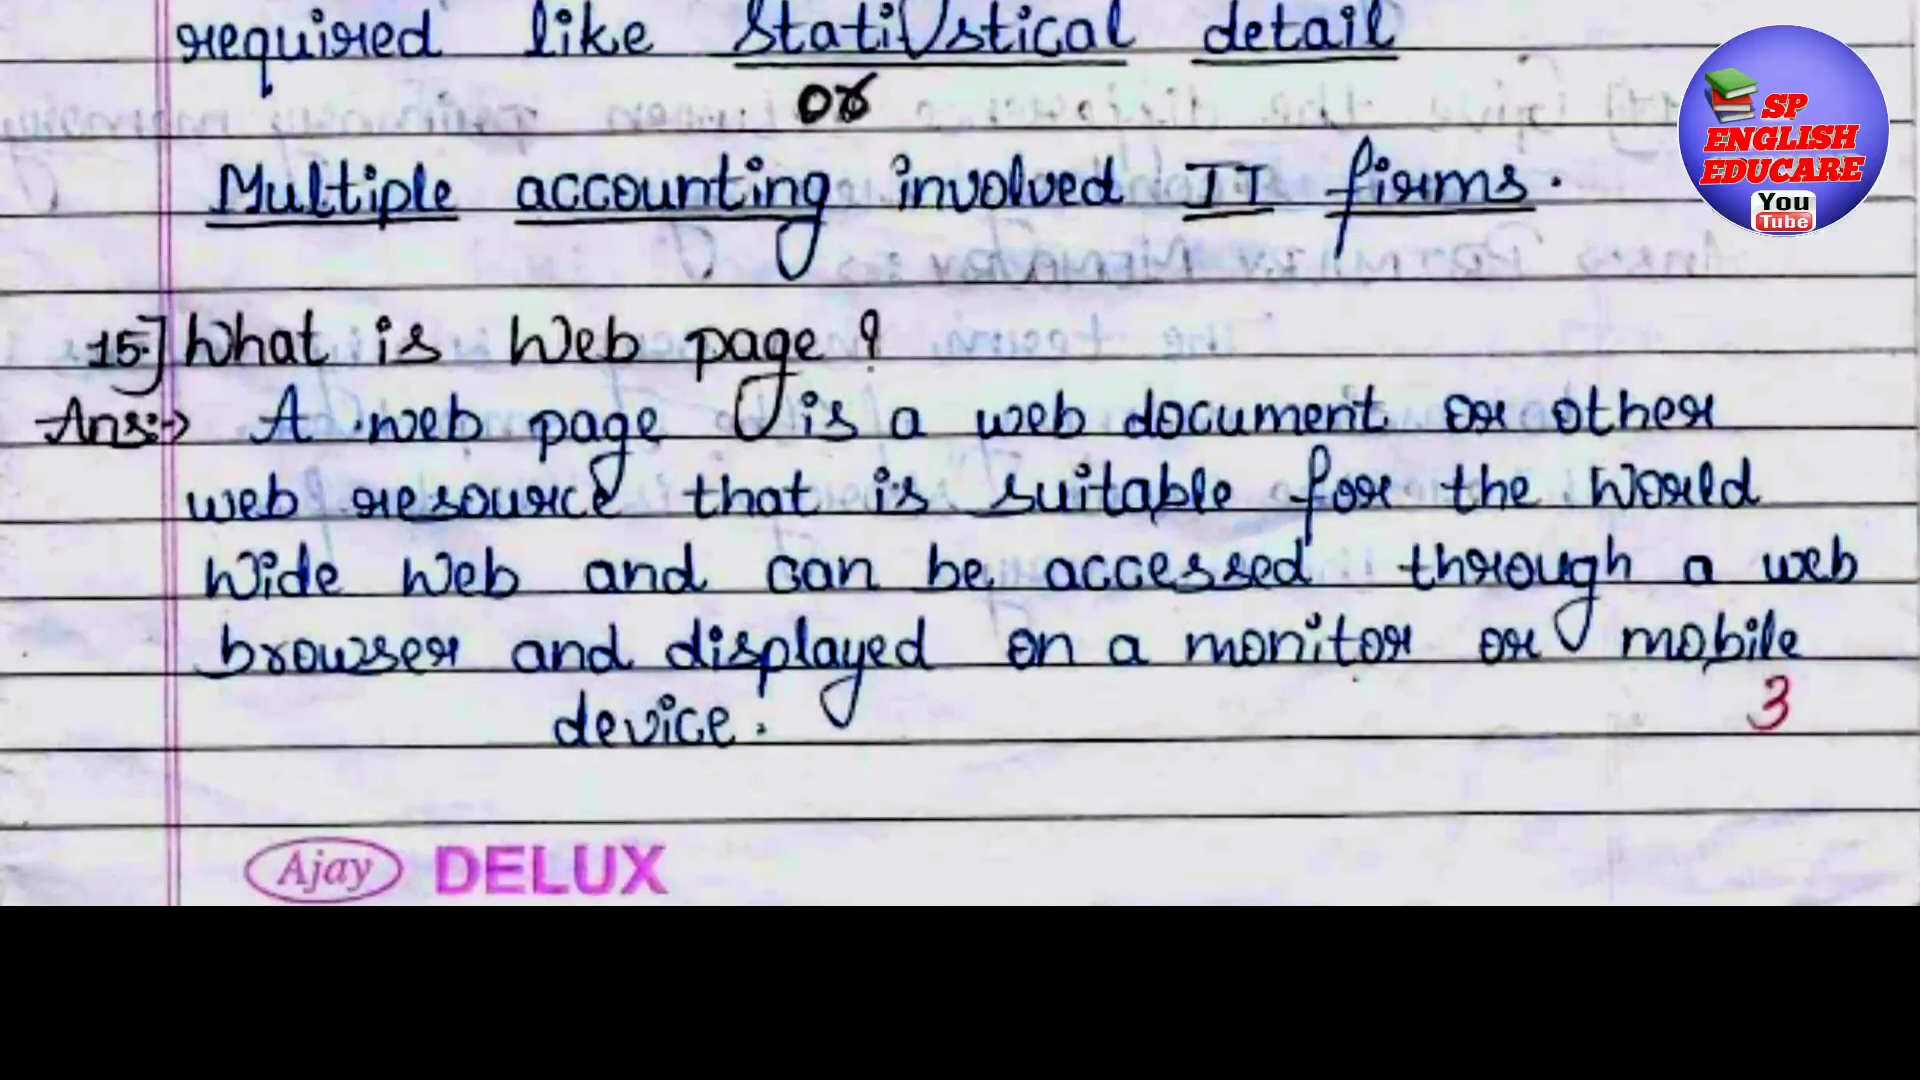 required like statistical detail
or
Multiple accounting involved IT firms.
15.] What is Web page?
Ans:-> A web page is a web document or other
web resource that is suitable for the World
Wide Web and can be accessed through a web
browser and displayed on a monitor or mobile
device.
3
Ajay DELUX
SP
ENGLISH
EDUCARE
You
Tube